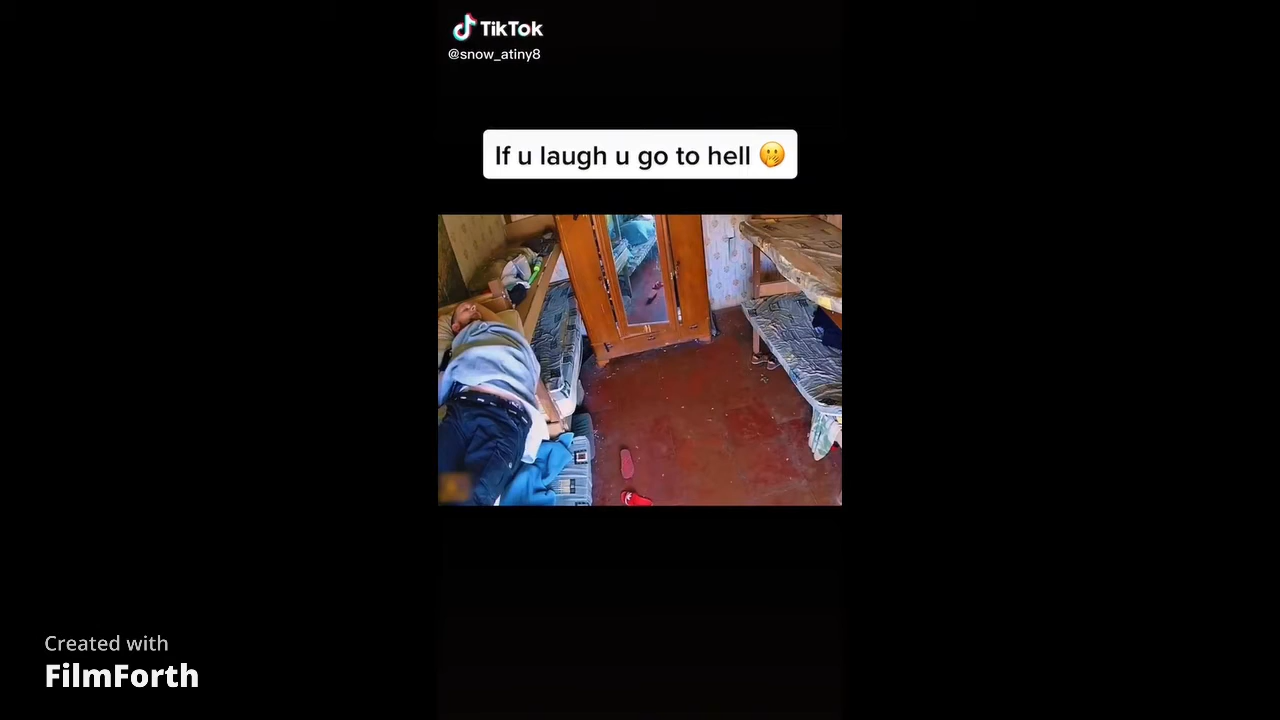 TikTok
@snow_atiny8
If u laugh u go to hell 🤭
Created with
FilmForth